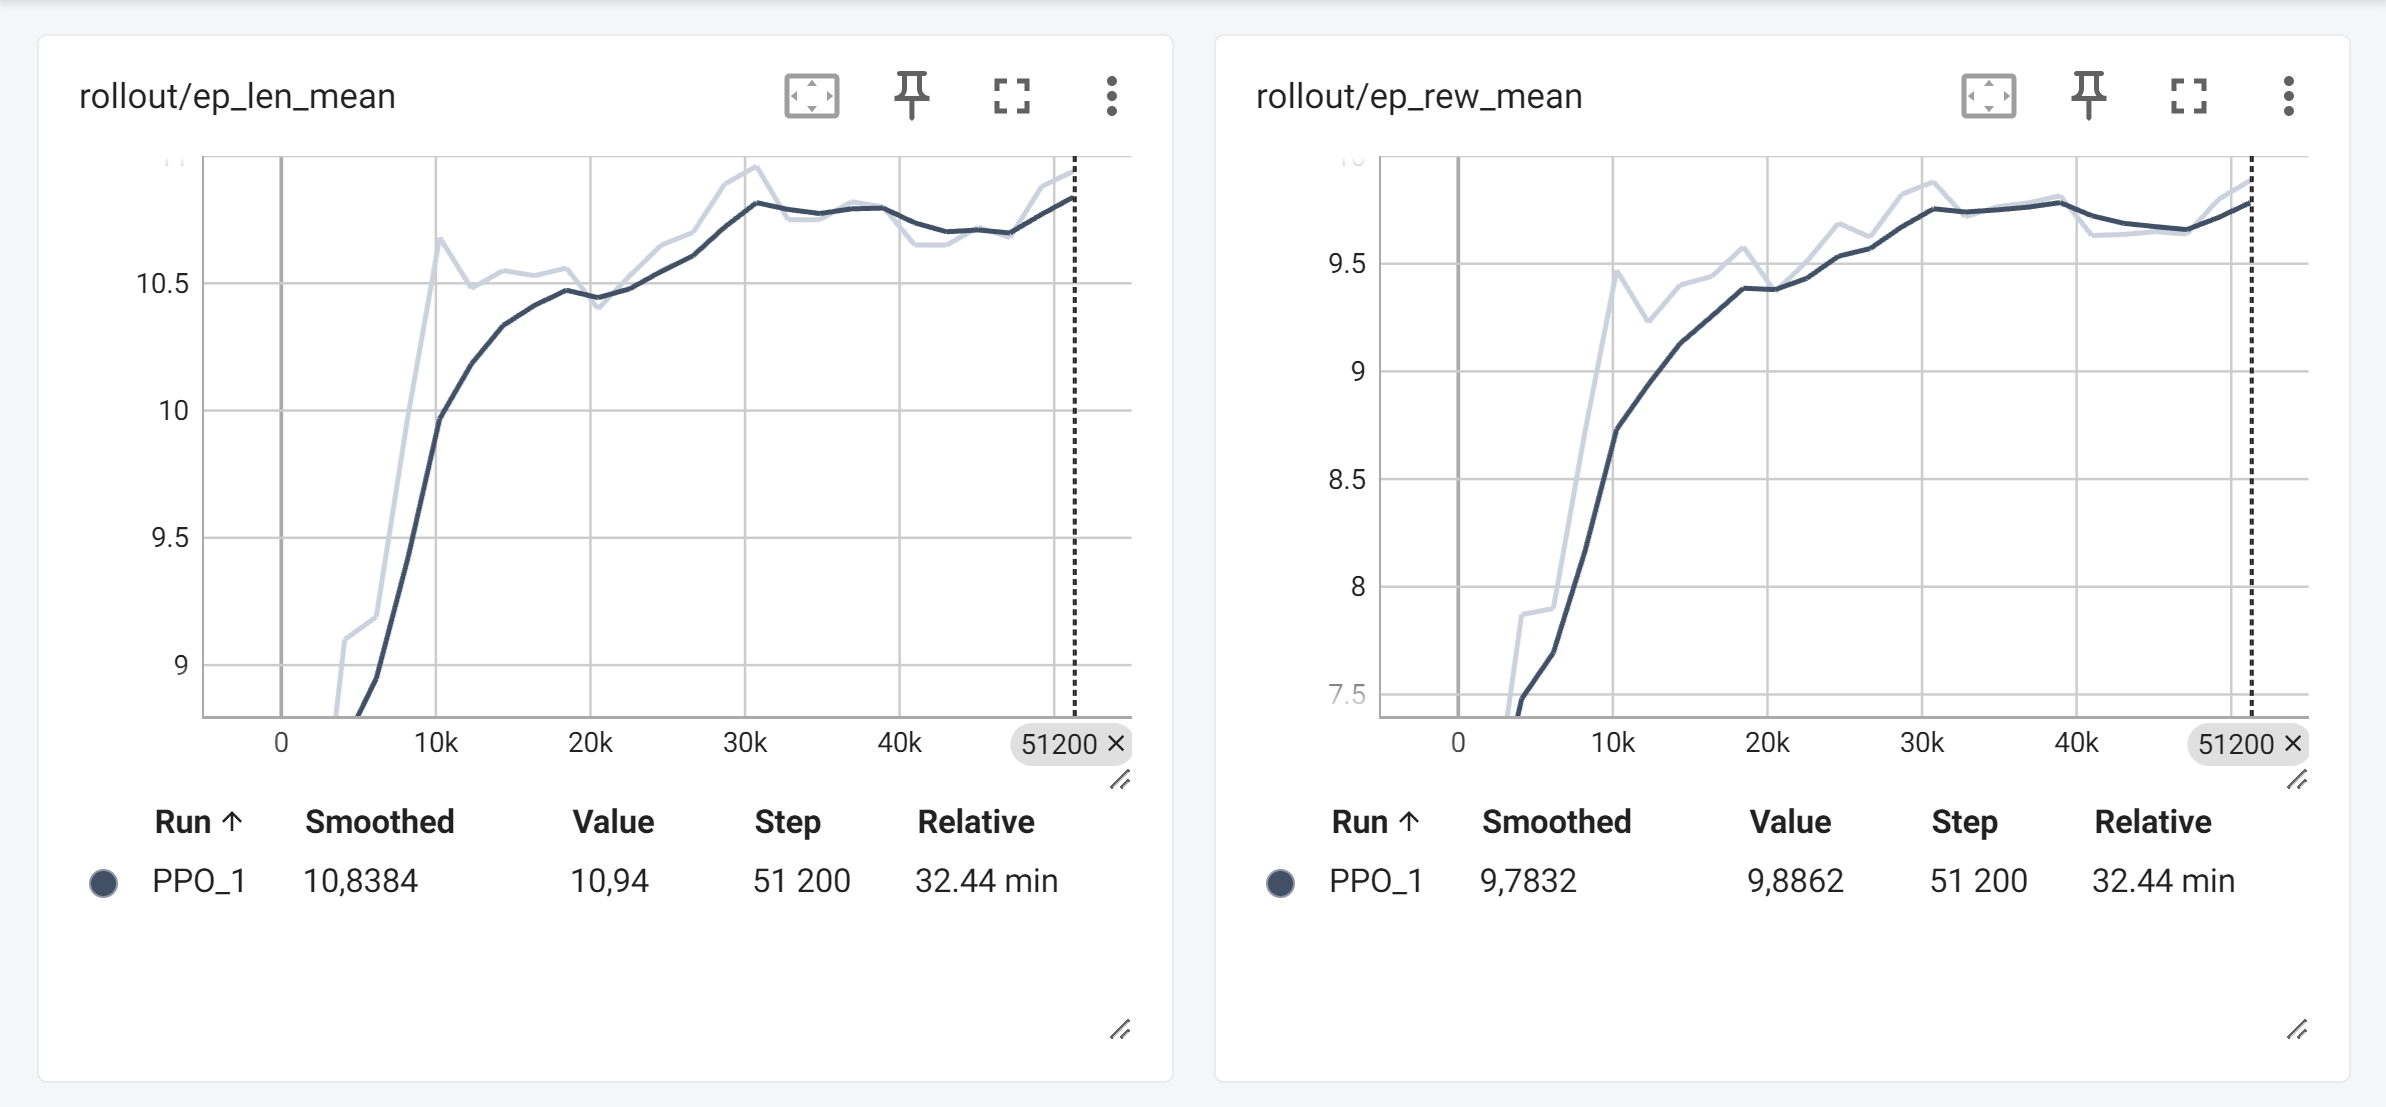 rollout/ep_len_mean
10.5
10
9.5
9
0 10k 20k 30k 40k 51200 ×
Run ↑ Smoothed Value Step Relative
PPO_1 10,8384 10,94 51 200 32.44 min
rollout/ep_rew_mean
9.5
9
8.5
8
7.5
0 10k 20k 30k 40k 51200 ×
Run ↑ Smoothed Value Step Relative
PPO_1 9,7832 9,8862 51 200 32.44 min